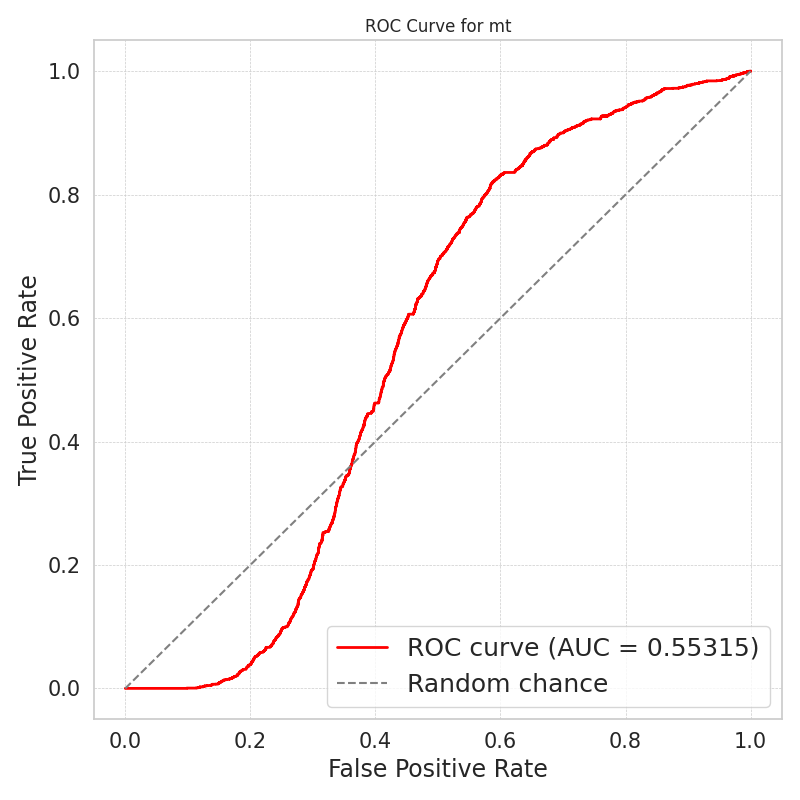 ROC Curve for mt
True Positive Rate
1.0
0.8
0.6
0.4
0.2
0.0
ROC curve (AUC = 0.55315)
Random chance
0.0 0.2 0.4 0.6 0.8 1.0
False Positive Rate